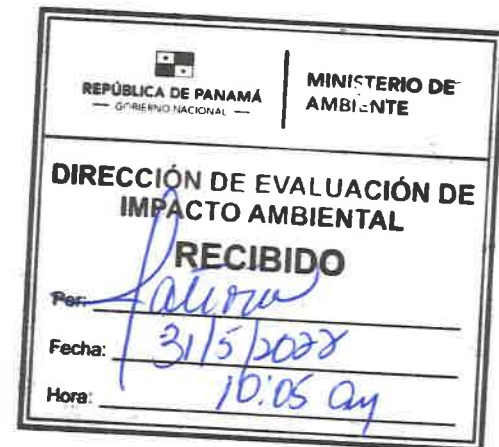 REPÚBLICA DE PANAMÁ
— GOBIERNO NACIONAL —
MINISTERIO DE
AMBIENTE
DIRECCIÓN DE EVALUACIÓN DE
IMPACTO AMBIENTAL
RECIBIDO
Por:
Fecha: 31/5/2022
Hora: 10:05 am